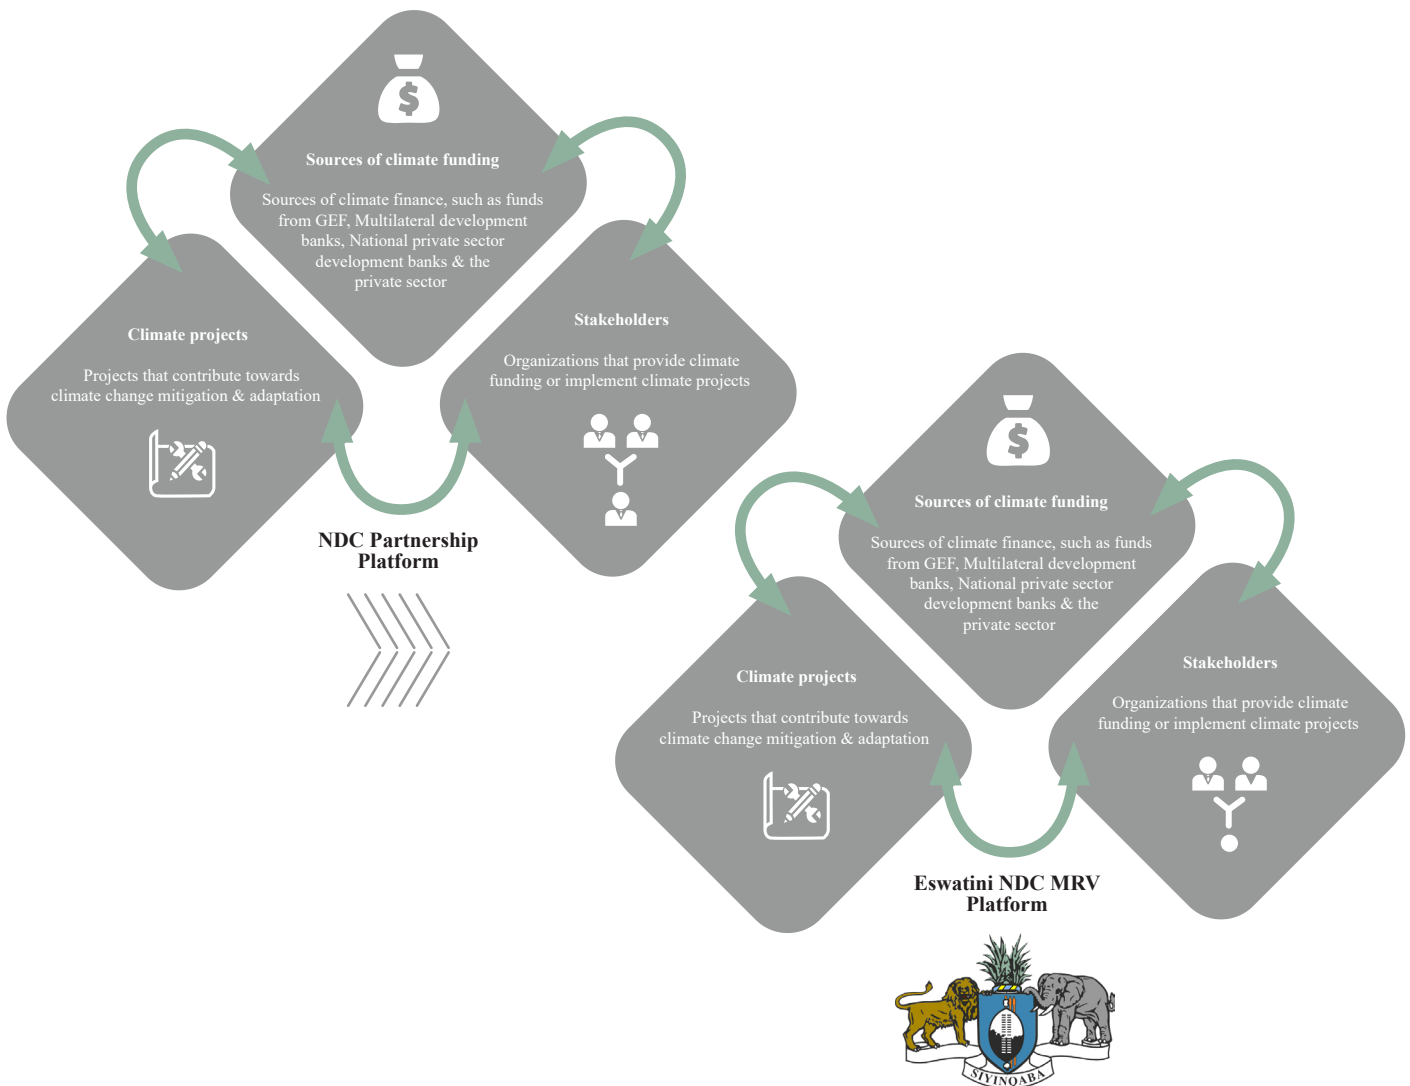 $
Sources of climate funding
Sources of climate finance, such as funds
from GEF, Multilateral development
banks, National private sector
development banks & the
private sector
Climate projects
Projects that contribute towards
climate change mitigation & adaptation
Stakeholders
Organizations that provide climate
funding or implement climate projects
NDC Partnership
Platform
$
Sources of climate funding
Sources of climate finance, such as funds
from GEF, Multilateral development
banks, National private sector
development banks & the
private sector
Climate projects
Projects that contribute towards
climate change mitigation & adaptation
Stakeholders
Organizations that provide climate
funding or implement climate projects
Eswatini NDC MRV
Platform
SIYINQABA